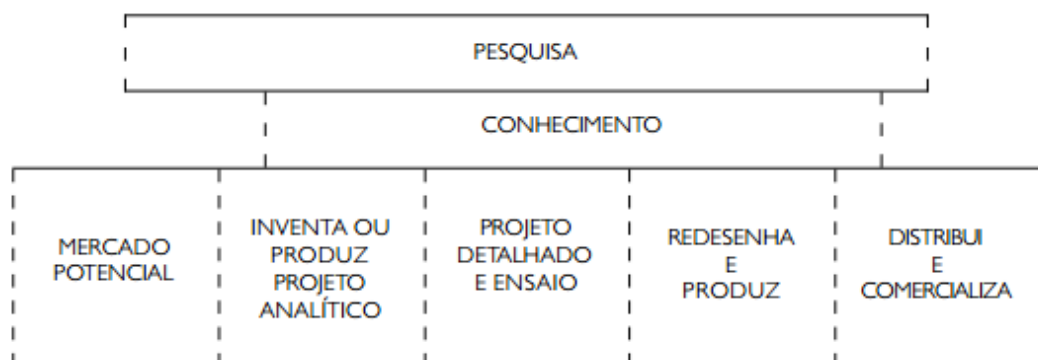 PESQUISA
CONHECIMENTO
MERCADO
POTENCIAL
INVENTA OU
PRODUZ
PROJETO
ANALÍTICO
PROJETO
DETALHADO
E ENSAIO
REDESENHA
E
PRODUZ
DISTRIBUI
E
COMERCIALIZA